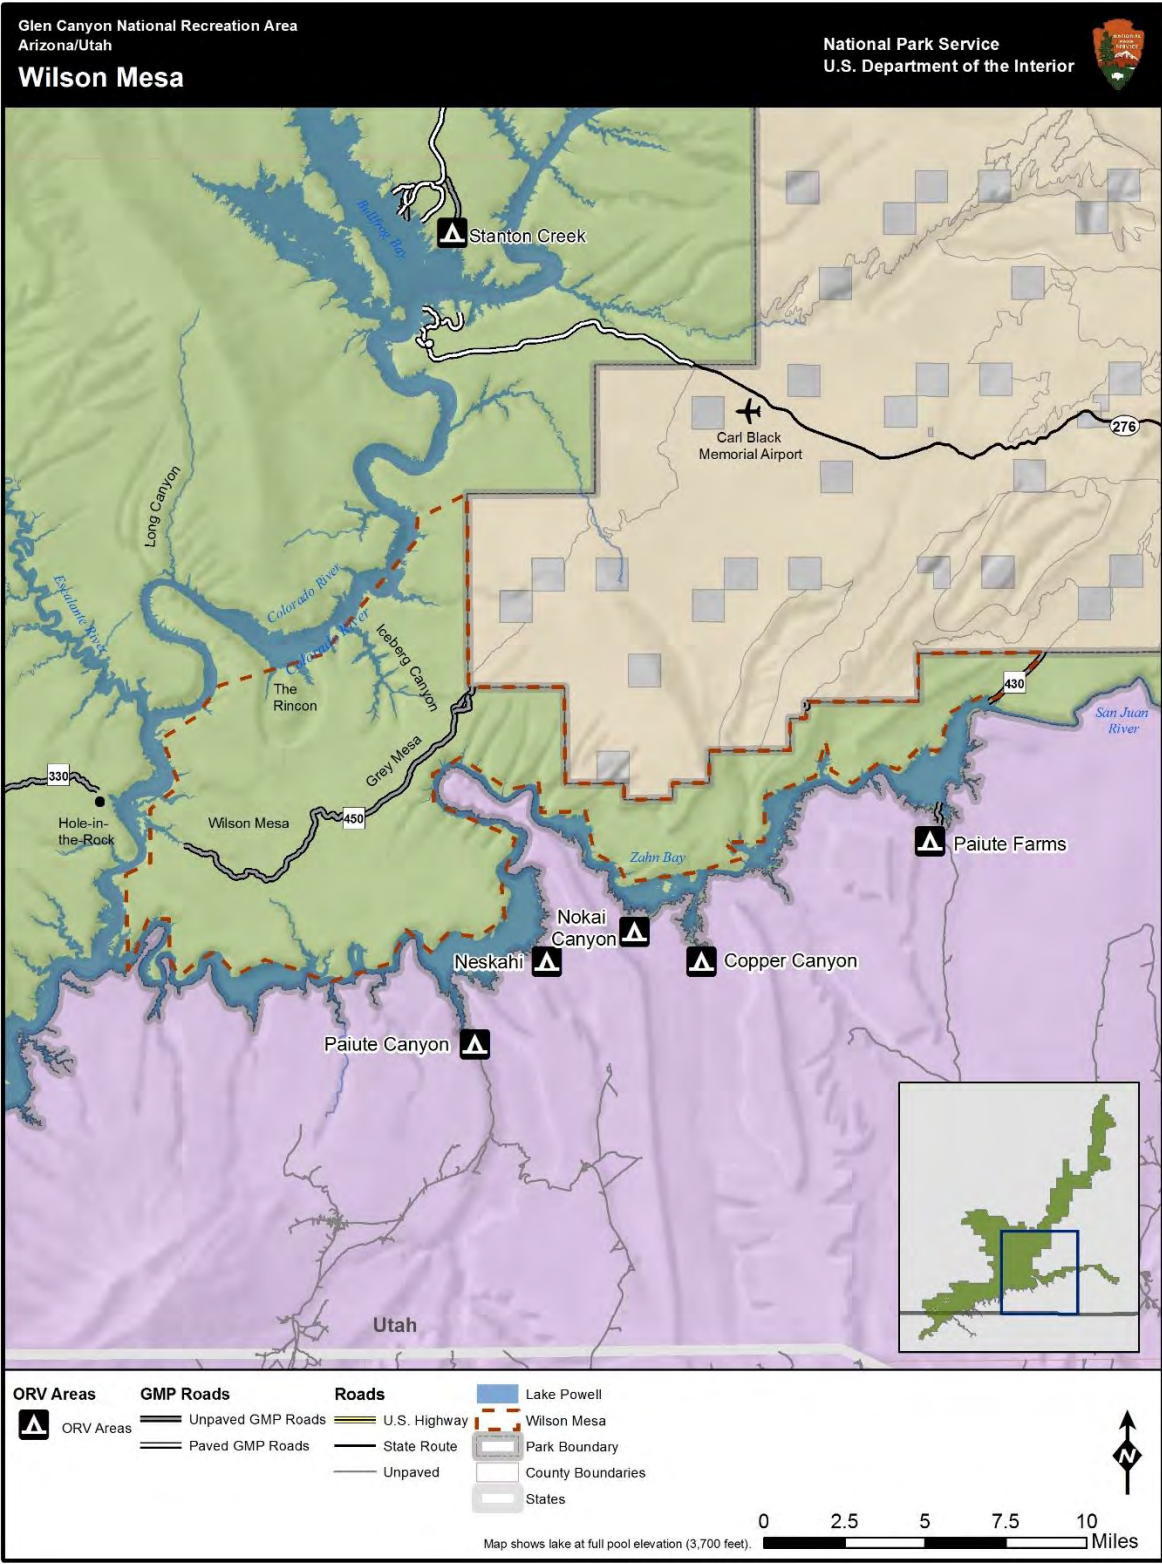 Glen Canyon National Recreation Area
Arizona/Utah
Wilson Mesa
National Park Service
U.S. Department of the Interior
NATIONAL
PARK
SERVICE
Bullfrog Bay
Stanton Creek
Carl Black
Memorial Airport
276
Long Canyon
Escalante River
Colorado River
Colorado River
Iceberg Canyon
The
Rincon
430
San Juan
River
Grey Mesa
330
Hole-in-
the-Rock
Wilson Mesa
450
Zahn Bay
Paiute Farms
Nokai
Canyon
Neskahi
Copper Canyon
Paiute Canyon
Utah
ORV Areas
ORV Areas
GMP Roads
Unpaved GMP Roads
Paved GMP Roads
Roads
U.S. Highway
State Route
Unpaved
Lake Powell
Wilson Mesa
Park Boundary
County Boundaries
States
N
Map shows lake at full pool elevation (3,700 feet).
0 2.5 5 7.5 10
Miles